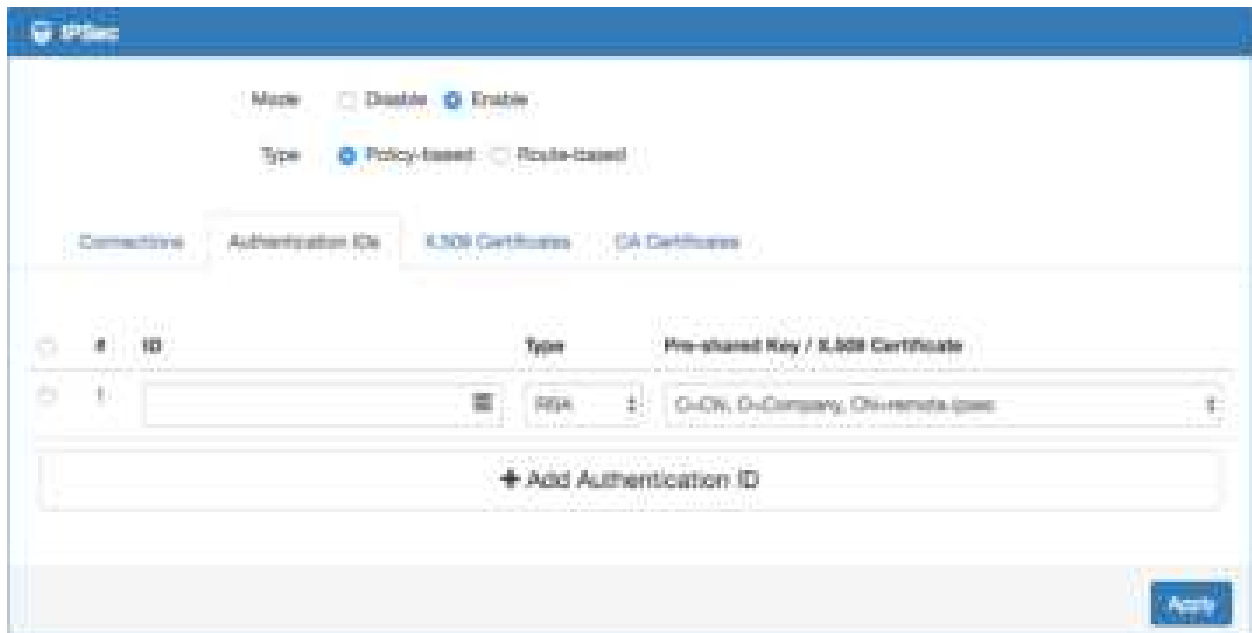 IPSec
Mode Disable Enable
Type Policy-based Route-based
Connections Authentication IDs X.509 Certificates CA Certificates
# ID Type Pre-shared Key / X.509 Certificate
1 RSA C=CN, O=Company, CN=remote.ipsec
+ Add Authentication ID
Apply